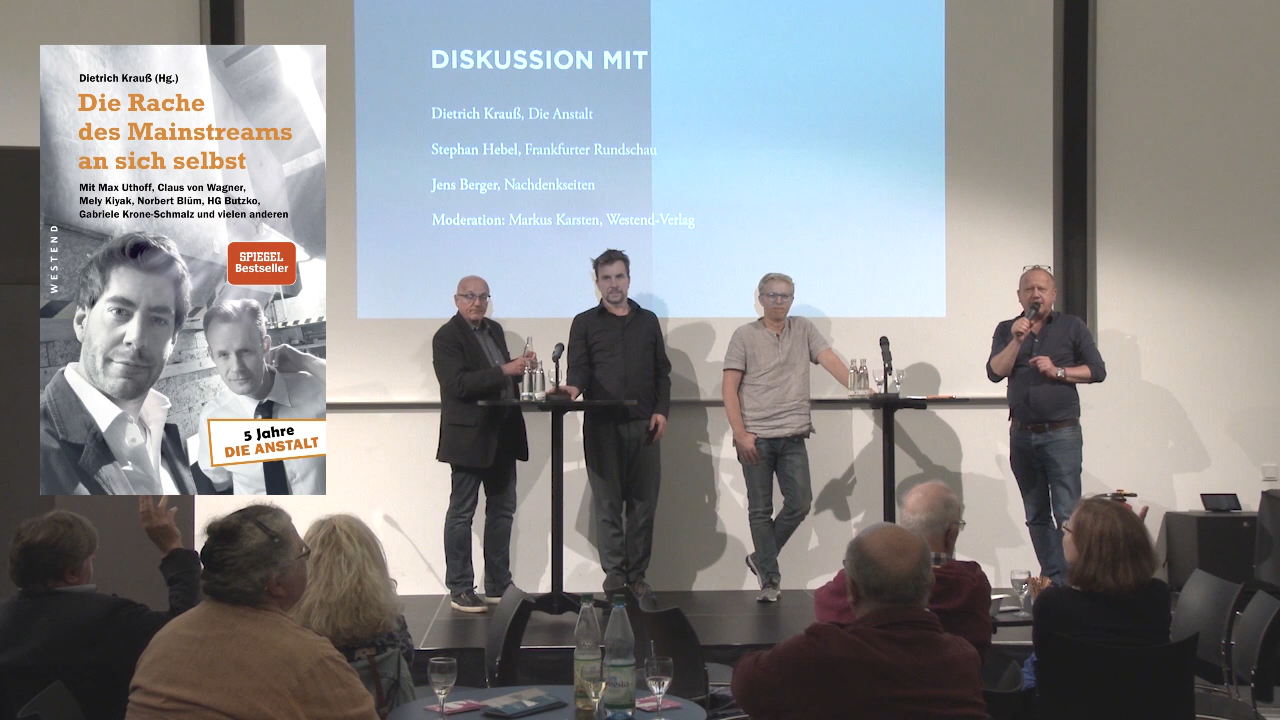 Dietrich Krauß (Hg.)
Die Rache
des Mainstreams
an sich selbst
Mit Max Uthoff, Claus von Wagner,
Mely Kiyak, Norbert Blüm, HG Butzko,
Gabriele Krone-Schmalz und vielen anderen
WESTEND
SPIEGEL
Bestseller
5 Jahre
DIE ANSTALT
DISKUSSION MIT
Dietrich Krauß, Die Anstalt
Stephan Hebel, Frankfurter Rundschau
Jens Berger, Nachdenkseiten
Moderation: Markus Karsten, Westend-Verlag